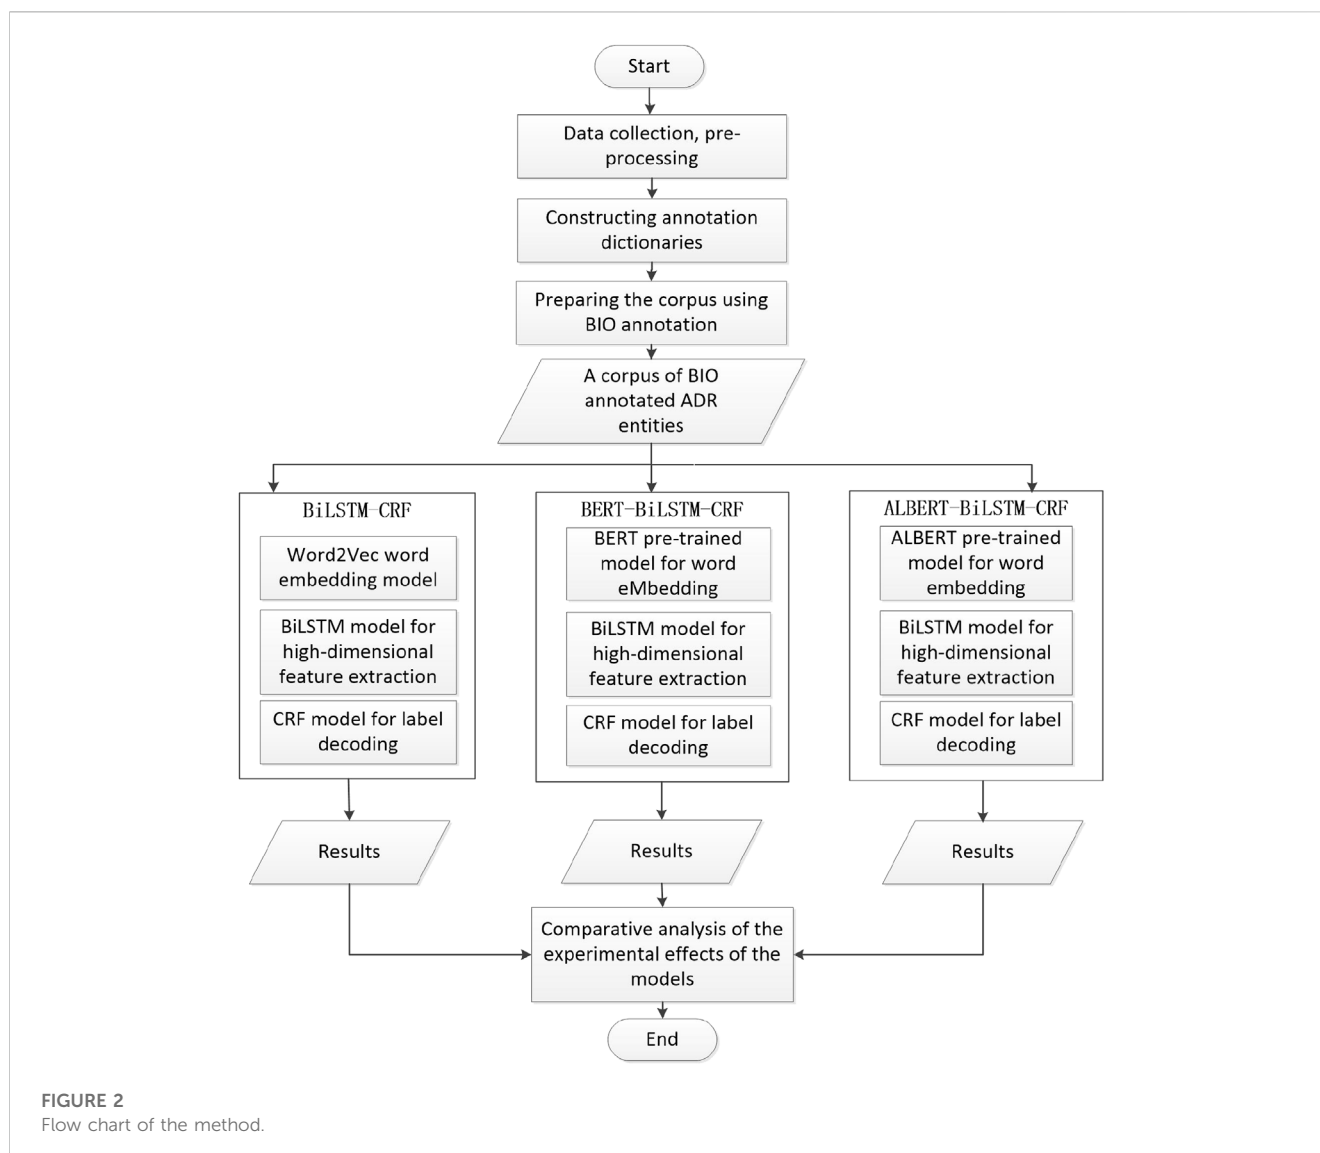 Start
Data collection, pre-
processing
Constructing annotation
dictionaries
Preparing the corpus using
BIO annotation
A corpus of BIO
annotated ADR
entities
BiLSTM-CRF
Word2Vec word
embedding model
BiLSTM model for
high-dimensional
feature extraction
CRF model for label
decoding
BERT-BiLSTM-CRF
BERT pre-trained
model for word
eMbedding
BiLSTM model for
high-dimensional
feature extraction
CRF model for label
decoding
ALBERT-BiLSTM-CRF
ALBERT pre-trained
model for word
embedding
BiLSTM model for
high-dimensional
feature extraction
CRF model for label
decoding
Results
Results
Results
Comparative analysis of the
experimental effects of the
models
End
FIGURE 2
Flow chart of the method.